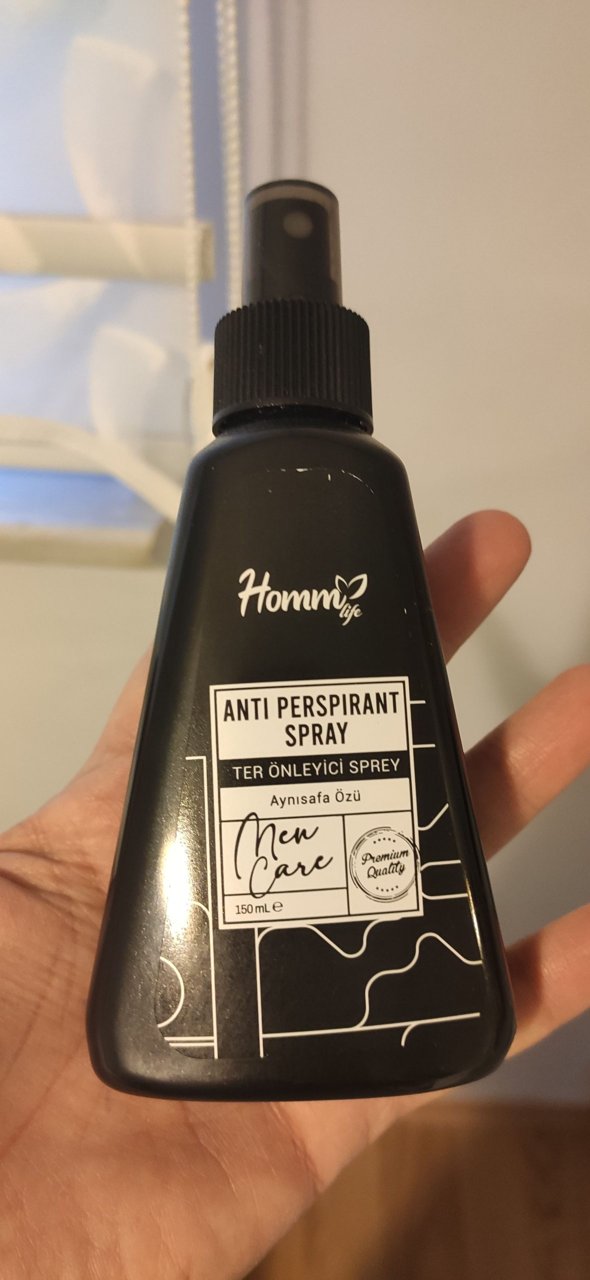 Homm
life
ANTI PERSPIRANT
SPRAY
TER ÖNLEYİCİ SPREY
Aynısafa Özü
Men
Care
Premium
Quality
150 mL ℮